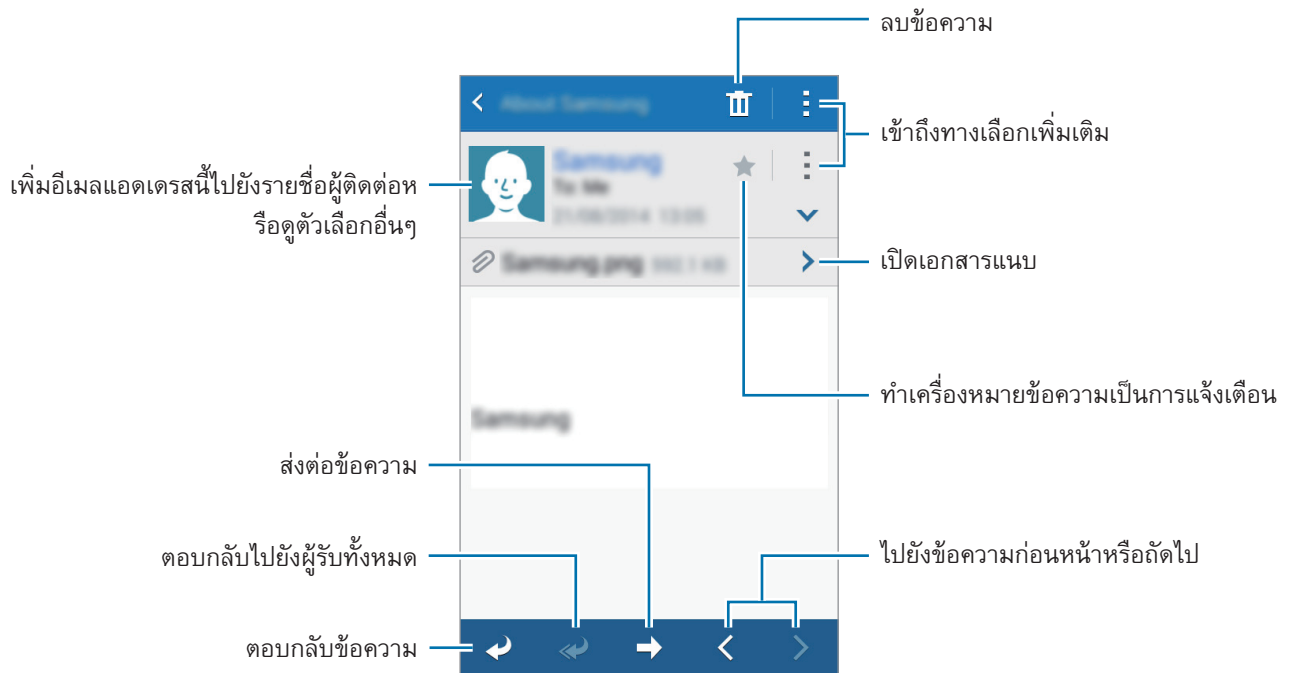 ลบข้อความ
About Samsung
เข้าถึงทางเลือกเพิ่มเติม
Samsung
To: Me
เพิ่มอีเมลแอดเดรสนี้ไปยังรายชื่อผู้ติดต่อห
รือดูตัวเลือกอื่นๆ
Samsung.png KB
เปิดเอกสารแนบ
ทำเครื่องหมายข้อความเป็นการแจ้งเตือน
Samsung
ส่งต่อข้อความ
ตอบกลับไปยังผู้รับทั้งหมด
ไปยังข้อความก่อนหน้าหรือถัดไป
ตอบกลับข้อความ